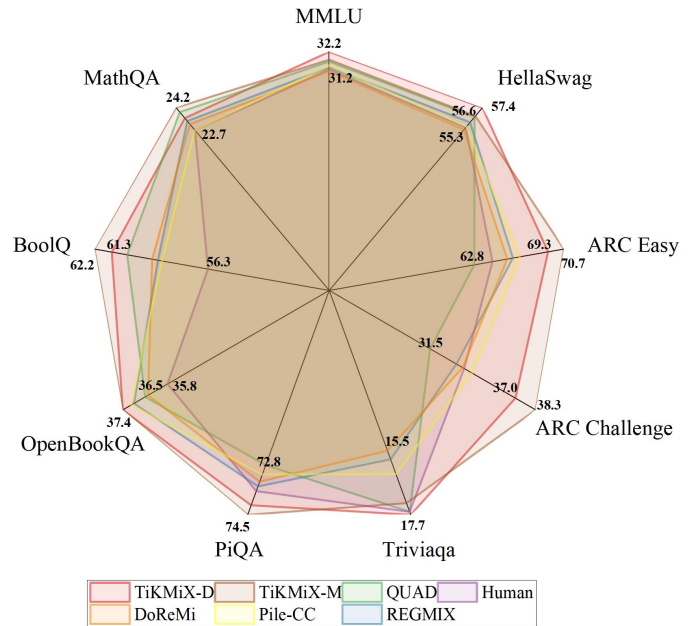 MMLU
32.2
MathQA
HellaSwag
24.2
31.2
56.6
57.4
22.7
55.3
BoolQ
61.3
69.3
ARC Easy
62.2
56.3
62.8
70.7
31.5
36.5
35.8
37.0
37.4
38.3
OpenBookQA
ARC Challenge
72.8
15.5
74.5
17.7
PiQA
Triviaqa
TiKMiX-D
TiKMiX-M
QUAD
Human
DoReMi
Pile-CC
REGMIX